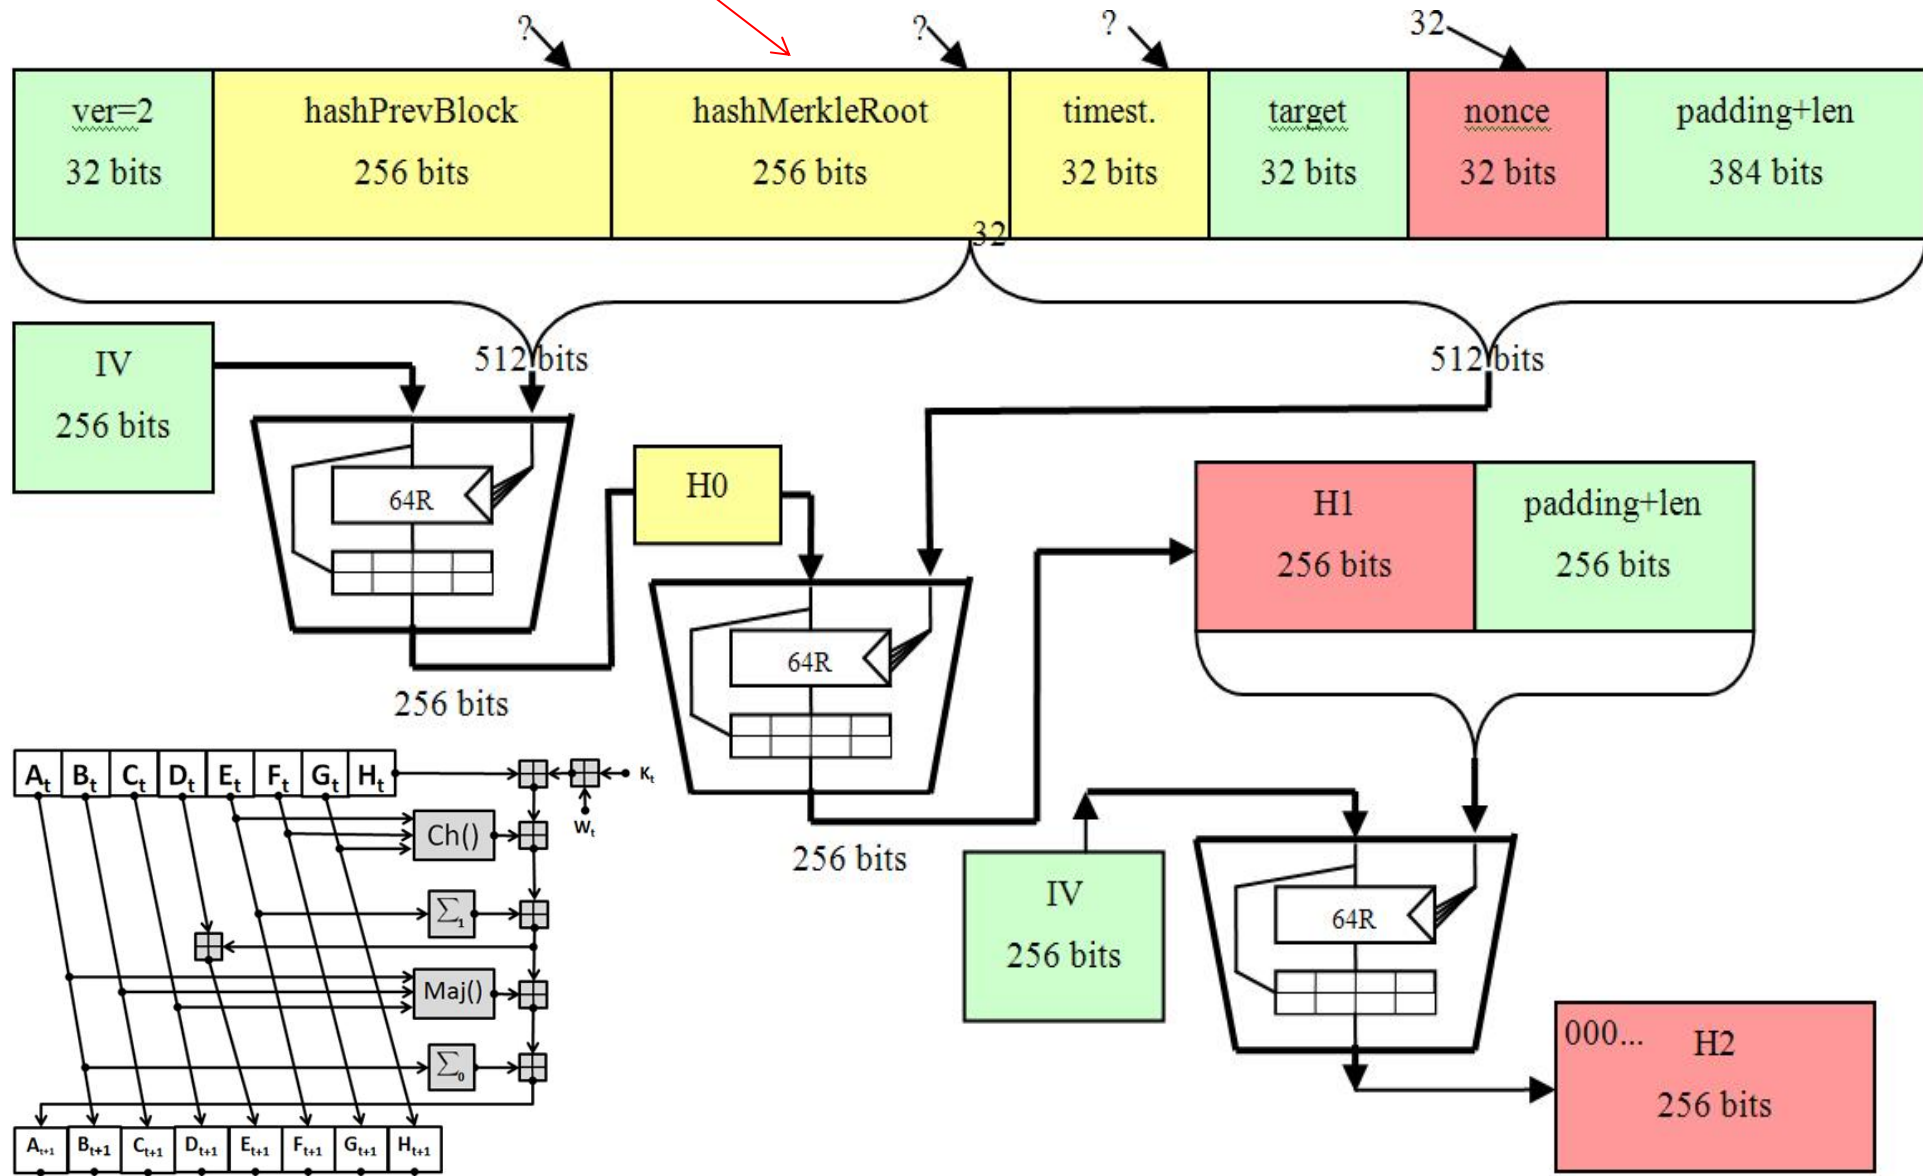 ? ? ? 32
ver=2 hashPrevBlock hashMerkleRoot timest. target nonce padding+len
32 bits 256 bits 256 bits 32 bits 32 bits 32 bits 384 bits
32
IV
256 bits
512 bits
512 bits
64R
H0
H1 padding+len
256 bits 256 bits
64R
256 bits
At Bt Ct Dt Et Ft Gt Ht
Kt
Wt
Ch()
256 bits
Σ1
IV
256 bits
64R
Maj()
Σ0
000... H2
256 bits
At+1 Bt+1 Ct+1 Dt+1 Et+1 Ft+1 Gt+1 Ht+1